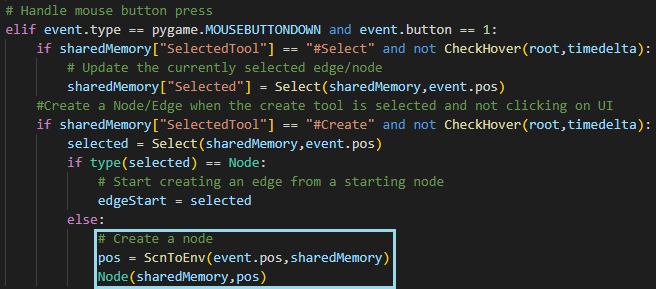 # Handle mouse button press
elif event.type == pygame.MOUSEBUTTONDOWN and event.button == 1:
    if sharedMemory["SelectedTool"] == "#Select" and not CheckHover(root,timedelta):
        # Update the currently selected edge/node
        sharedMemory["Selected"] = Select(sharedMemory,event.pos)
    #Create a Node/Edge when the create tool is selected and not clicking on UI
    if sharedMemory["SelectedTool"] == "#Create" and not CheckHover(root,timedelta):
        selected = Select(sharedMemory,event.pos)
        if type(selected) == Node:
            # Start creating an edge from a starting node
            edgeStart = selected
        else:
            # Create a node
            pos = ScnToEnv(event.pos,sharedMemory)
            Node(sharedMemory,pos)